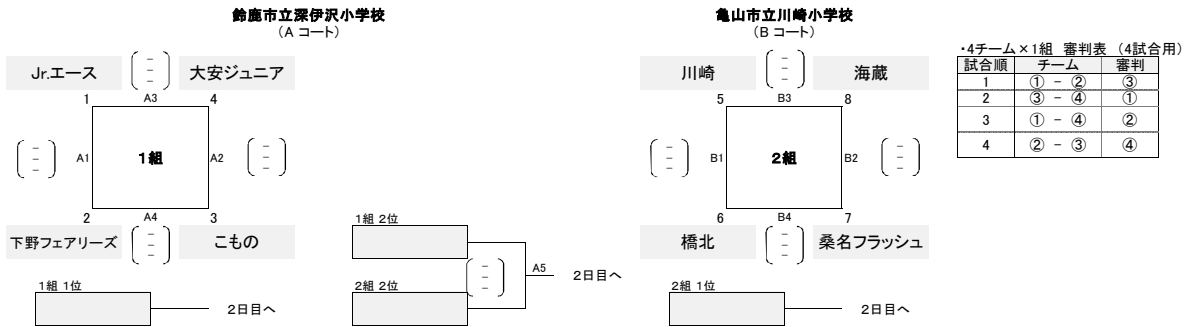 鈴鹿市立深伊沢小学校
（A コート）
Jr.エース
大安ジュニア
1
A3
4
A1
1組
A2
2
A4
3
下野フェアリーズ
こもの
1組 1位
2日目へ
1組 2位
A5
2日目へ
2組 2位
亀山市立川崎小学校
（B コート）
川崎
海蔵
5
B3
8
B1
2組
B2
6
B4
7
橋北
桑名フラッシュ
2組 1位
2日目へ
・4チーム×1組 審判表 （4試合用）
試合順 チーム 審判
1 ① － ② ③
2 ③ － ④ ①
3 ① － ④ ②
4 ② － ③ ④